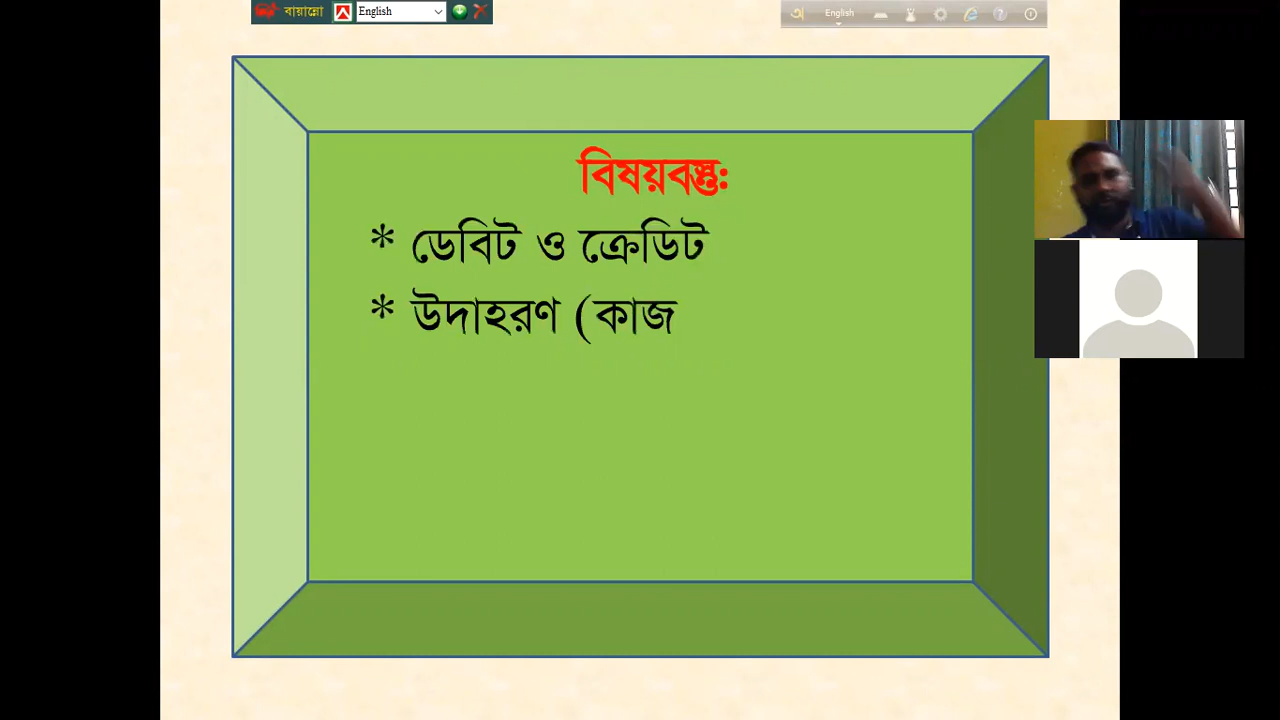 বায়ান্নো English
English
বিষয়বস্তু:
* ডেবিট ও ক্রেডিট
* উদাহরণ (কাজ